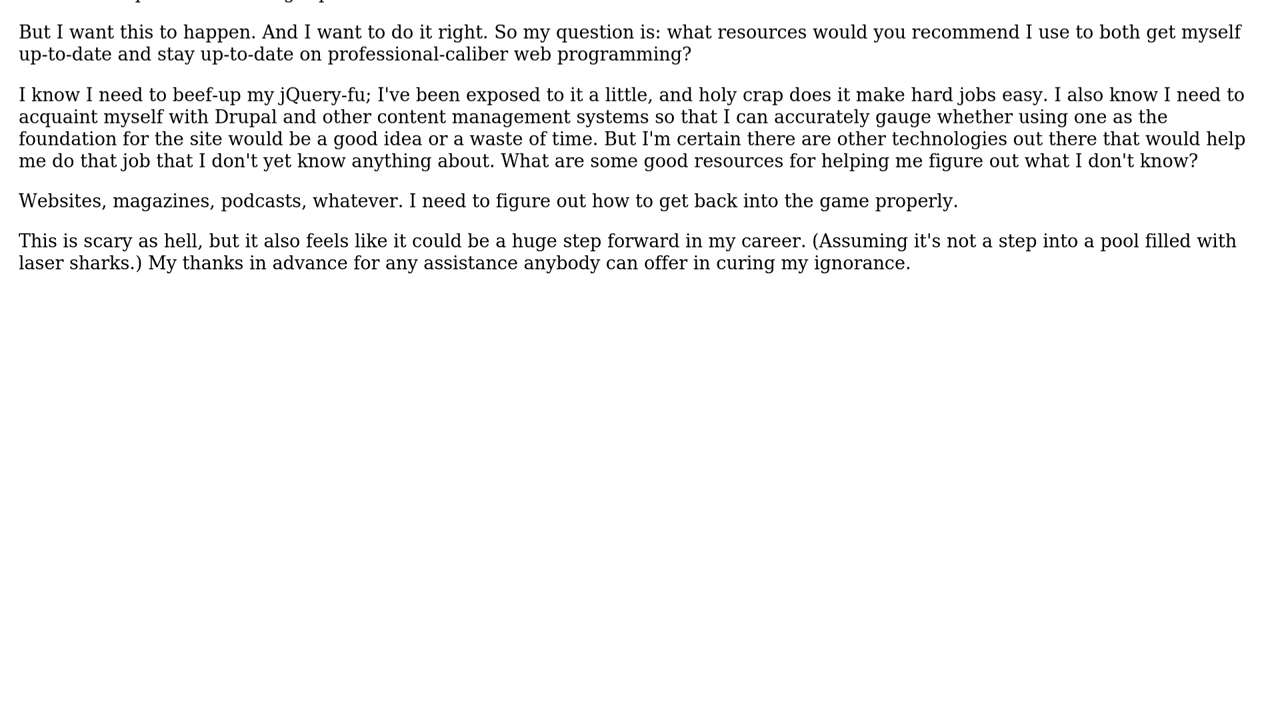 But I want this to happen. And I want to do it right. So my question is: what resources would you recommend I use to both get myself
up-to-date and stay up-to-date on professional-caliber web programming?
I know I need to beef-up my jQuery-fu; I've been exposed to it a little, and holy crap does it make hard jobs easy. I also know I need to
acquaint myself with Drupal and other content management systems so that I can accurately gauge whether using one as the
foundation for the site would be a good idea or a waste of time. But I'm certain there are other technologies out there that would help
me do that job that I don't yet know anything about. What are some good resources for helping me figure out what I don't know?
Websites, magazines, podcasts, whatever. I need to figure out how to get back into the game properly.
This is scary as hell, but it also feels like it could be a huge step forward in my career. (Assuming it's not a step into a pool filled with
laser sharks.) My thanks in advance for any assistance anybody can offer in curing my ignorance.